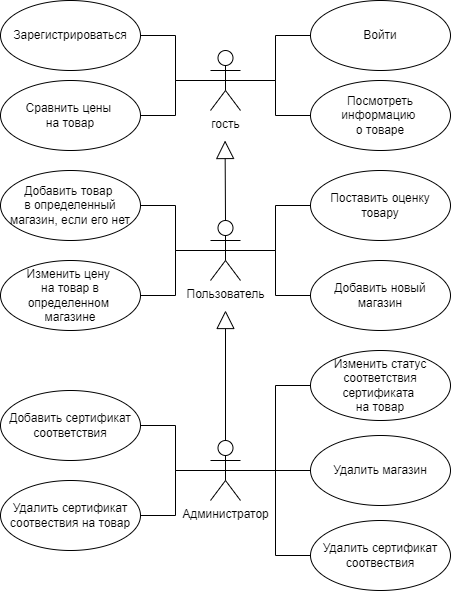 Зарегистрироваться
Войти
Сравнить цены
на товар
гость
Посмотреть
информацию
о товаре
Добавить товар
в определенный
магазин, если его нет
Поставить оценку
товару
Изменить цену
на товар в
определенном
магазине
Пользователь
Добавить новый
магазин
Изменить статус
соответствия
сертификата
на товар
Добавить сертификат
соответствия
Удалить магазин
Удалить сертификат
соотвествия на товар
Администратор
Удалить сертификат
соотвествия